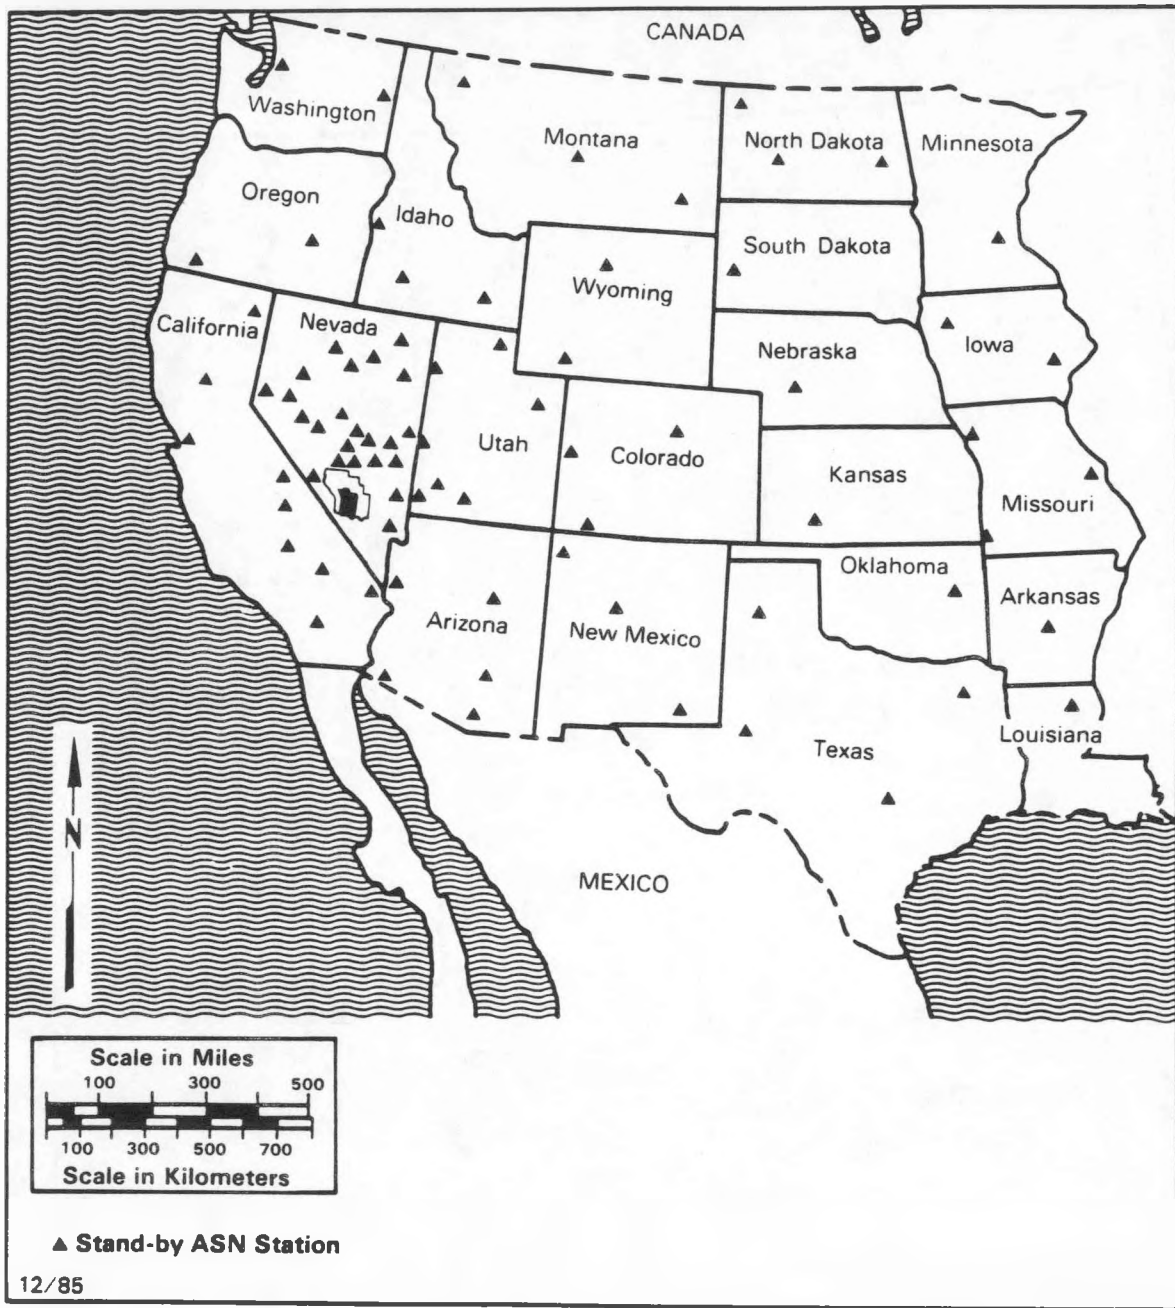 CANADA
Washington
Montana
North Dakota
Minnesota
Oregon
Idaho
South Dakota
Wyoming
California
Nevada
Nebraska
Iowa
Utah
Colorado
Kansas
Missouri
Oklahoma
Arkansas
Arizona
New Mexico
Texas
Louisiana
N
MEXICO
Scale in Miles
100 300 500
100 300 500 700
Scale in Kilometers
▲ Stand-by ASN Station
12/85